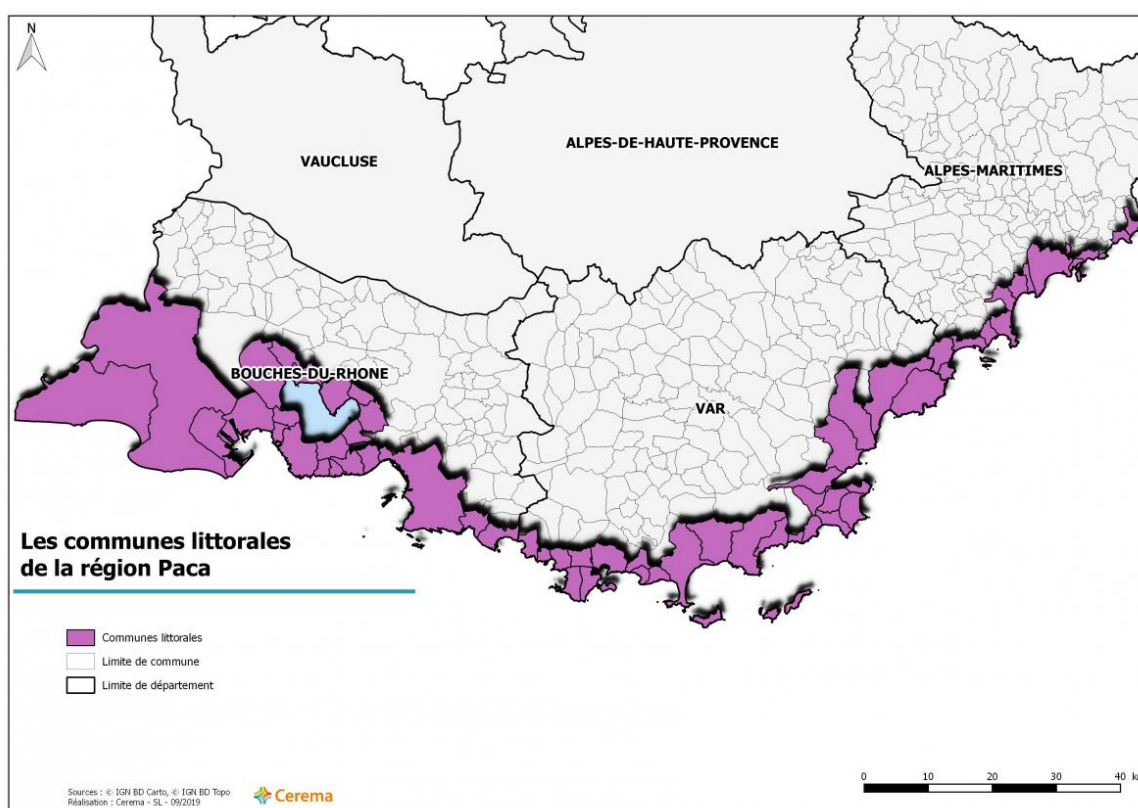 N
VAUCLUSE
ALPES-DE-HAUTE-PROVENCE
ALPES-MARITIMES
BOUCHES-DU-RHONE
VAR
Les communes littorales
de la région Paca
Communes littorales
Limite de commune
Limite de département
Sources : © IGN BD Carto, © IGN BD Topo
Réalisation : Cerema - SL - 09/2019
Cerema
0 10 20 30 40 k